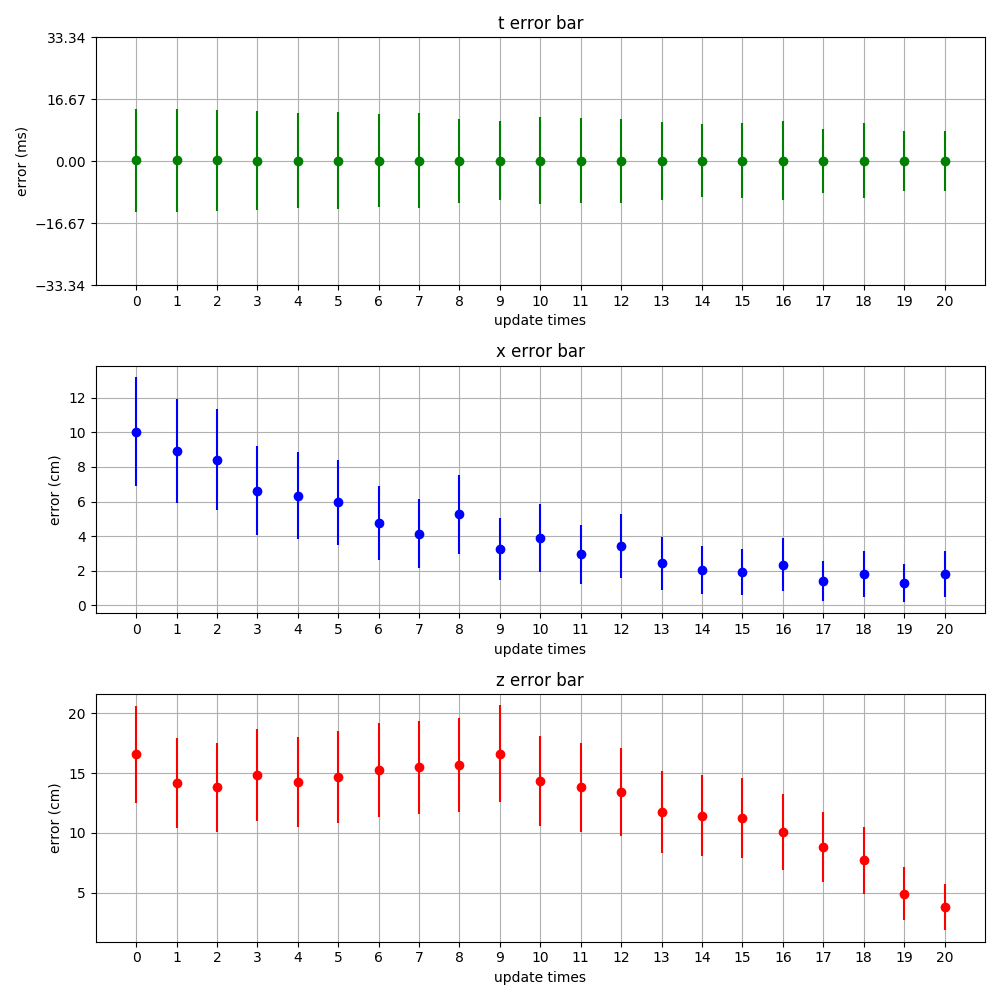 t error bar
33.34
16.67
0.00
−16.67
−33.34
error (ms)
0 1 2 3 4 5 6 7 8 9 10 11 12 13 14 15 16 17 18 19 20
update times
x error bar
12
10
8
6
4
2
0
error (cm)
0 1 2 3 4 5 6 7 8 9 10 11 12 13 14 15 16 17 18 19 20
update times
z error bar
20
15
10
5
error (cm)
0 1 2 3 4 5 6 7 8 9 10 11 12 13 14 15 16 17 18 19 20
update times